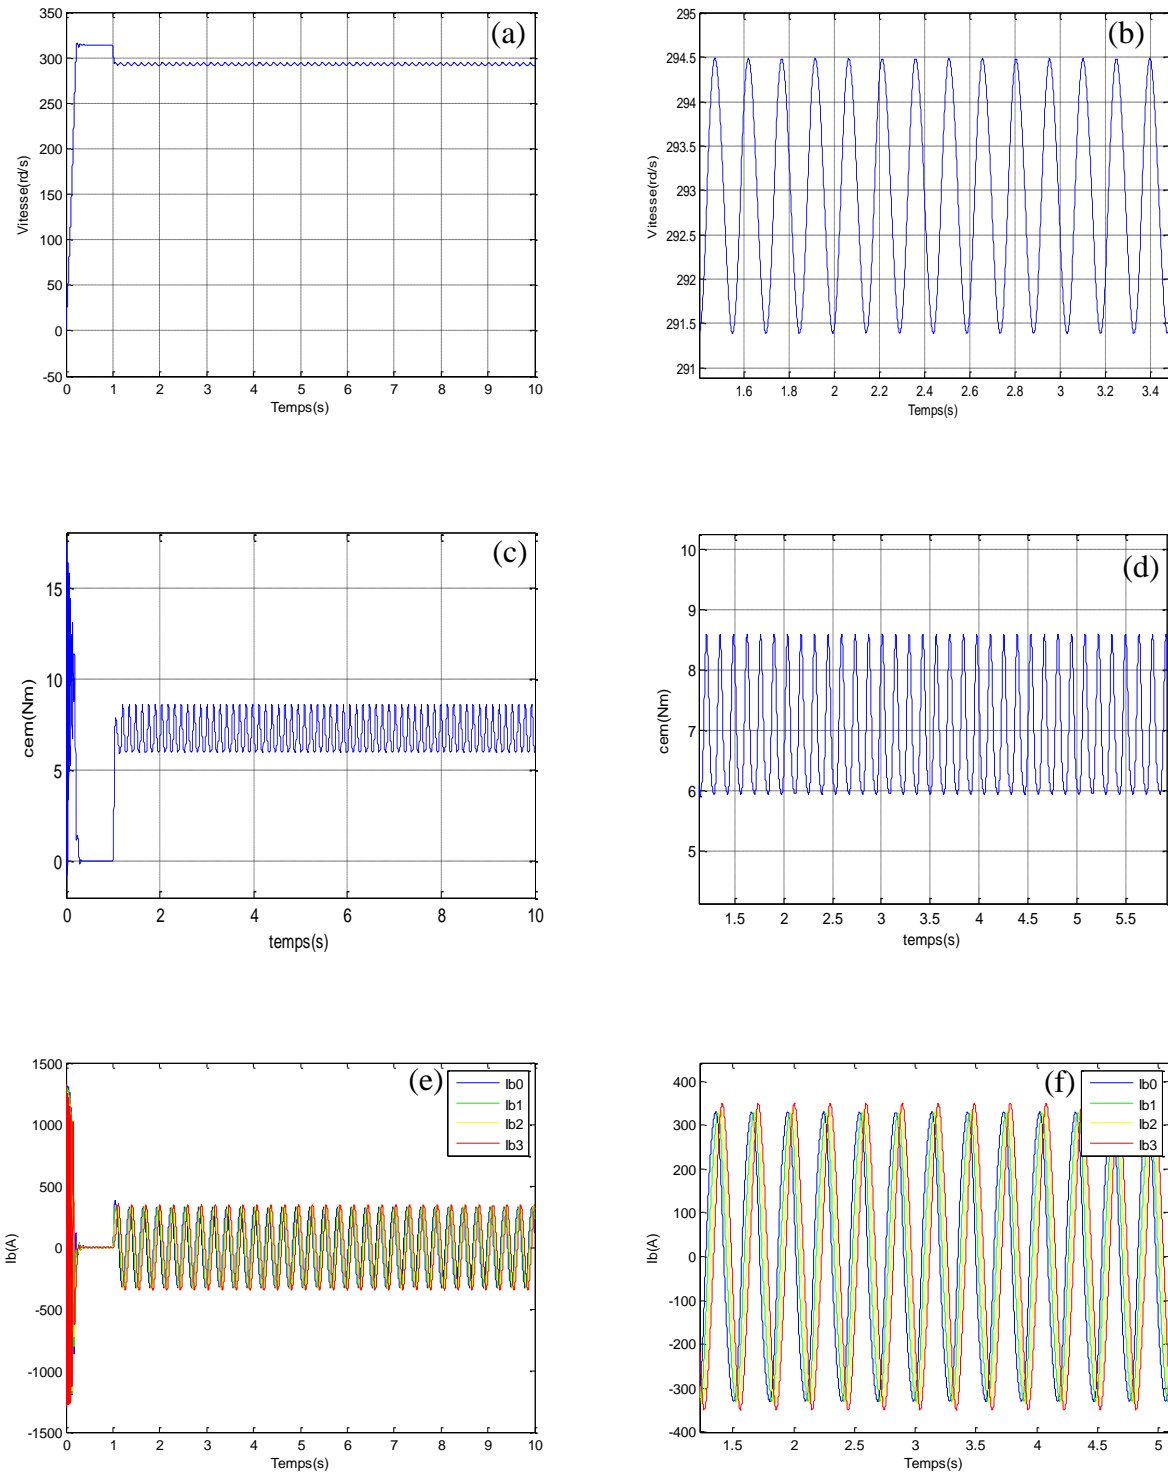 (a)
350
300
250
200
150
100
50
0
-50
Vitesse(rd/s)
0 1 2 3 4 5 6 7 8 9 10
Temps(s)
(b)
295
294.5
294
293.5
293
292.5
292
291.5
291
Vitesse(rd/s)
1.6 1.8 2 2.2 2.4 2.6 2.8 3 3.2 3.4
Temps(s)
(c)
15
10
5
0
cem(Nm)
0 2 4 6 8 10
temps(s)
(d)
10
9
8
7
6
5
cem(Nm)
1.5 2 2.5 3 3.5 4 4.5 5 5.5
temps(s)
(e)
Ib0
Ib1
Ib2
Ib3
1500
1000
500
0
-500
-1000
-1500
Ib(A)
0 1 2 3 4 5 6 7 8 9 10
Temps(s)
(f)
Ib0
Ib1
Ib2
Ib3
400
300
200
100
0
-100
-200
-300
-400
Ib(A)
1.5 2 2.5 3 3.5 4 4.5 5
Temps(s)